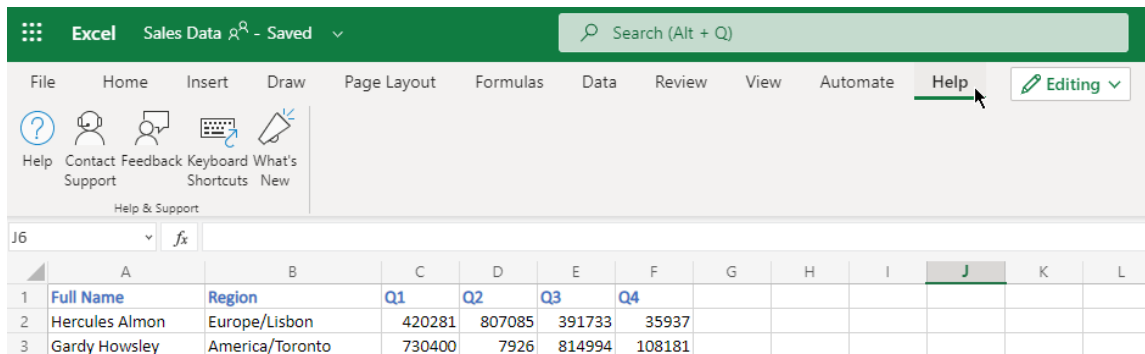 Excel Sales Data - Saved Search (Alt + Q)
File Home Insert Draw Page Layout Formulas Data Review View Automate Help Editing
Help Contact Support Feedback Keyboard Shortcuts What's New
Help & Support
J6 fx
A B C D E F G H I J K L
1 Full Name Region Q1 Q2 Q3 Q4
2 Hercules Almon Europe/Lisbon 420281 807085 391733 35937
3 Gardy Howsley America/Toronto 730400 7926 814994 108181